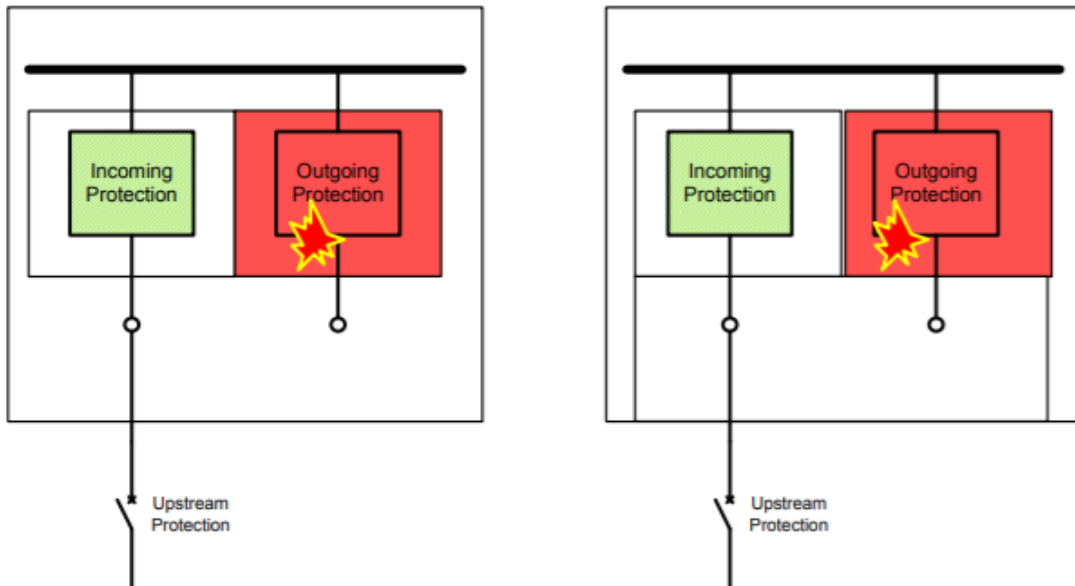 Incoming
Protection
Outgoing
Protection
Upstream
Protection
Incoming
Protection
Outgoing
Protection
Upstream
Protection